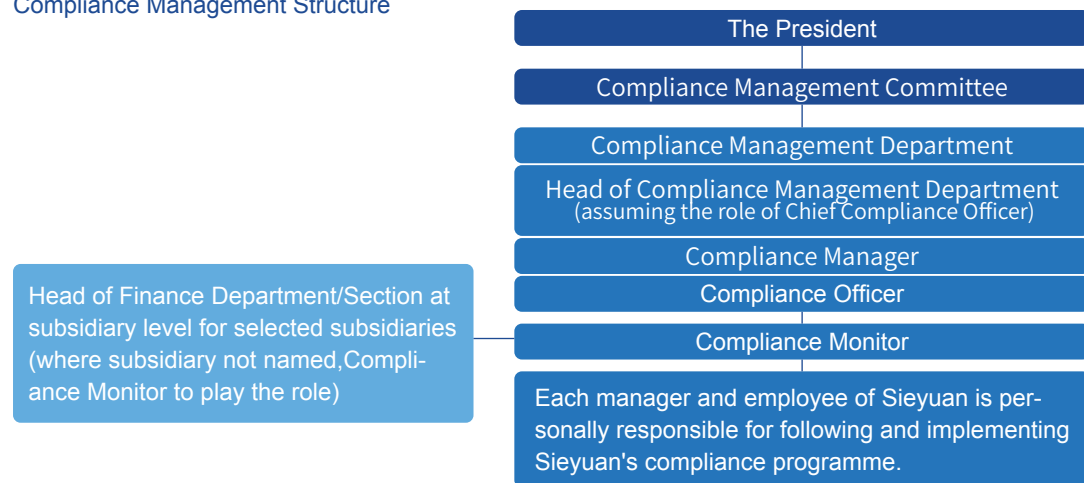 Compliance Management Structure
The President
Compliance Management Committee
Compliance Management Department
Head of Compliance Management Department
(assuming the role of Chief Compliance Officer)
Compliance Manager
Compliance Officer
Compliance Monitor
Head of Finance Department/Section at
subsidiary level for selected subsidiaries
(where subsidiary not named,Compli-
ance Monitor to play the role)
Each manager and employee of Sieyuan is per-
sonally responsible for following and implementing
Sieyuan's compliance programme.